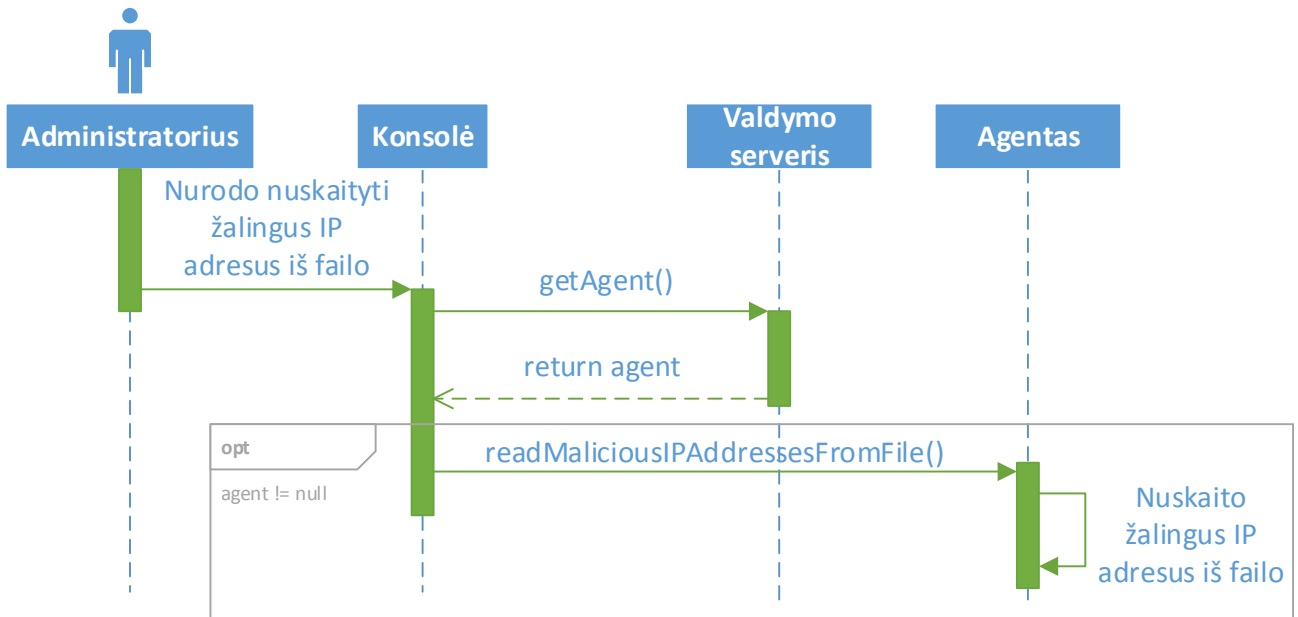 Administratorius
Konsolė
Valdymo
serveris
Agentas
Nurodo nuskaityti
žalingus IP
adresus iš failo
getAgent()
return agent
opt
readMaliciousIPAddressesFromFile()
agent != null
Nuskaito
žalingus IP
adresus iš failo